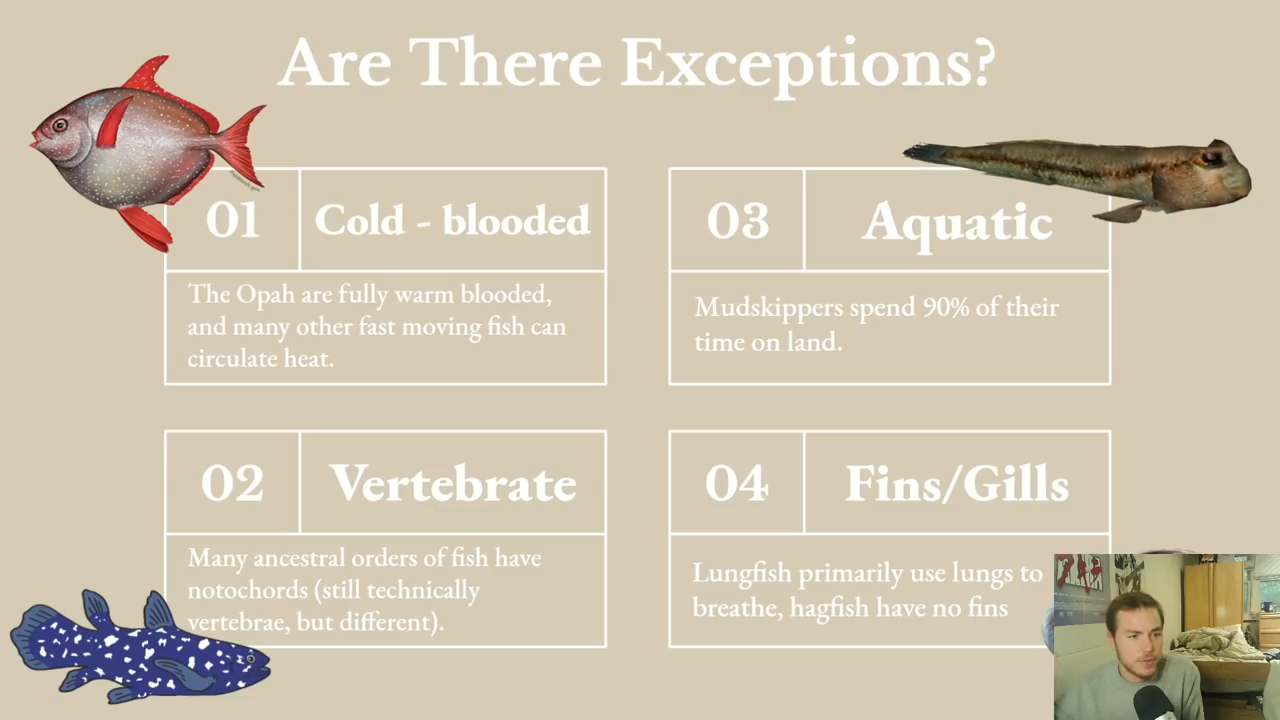 Are There Exceptions?
01
Cold - blooded
The Opah are fully warm blooded,
and many other fast moving fish can
circulate heat.
03
Aquatic
Mudskippers spend 90% of their
time on land.
02
Vertebrate
Many ancestral orders of fish have
notochords (still technically
vertebrae, but different).
04
Fins/Gills
Lungfish primarily use lungs to
breathe, hagfish have no fins